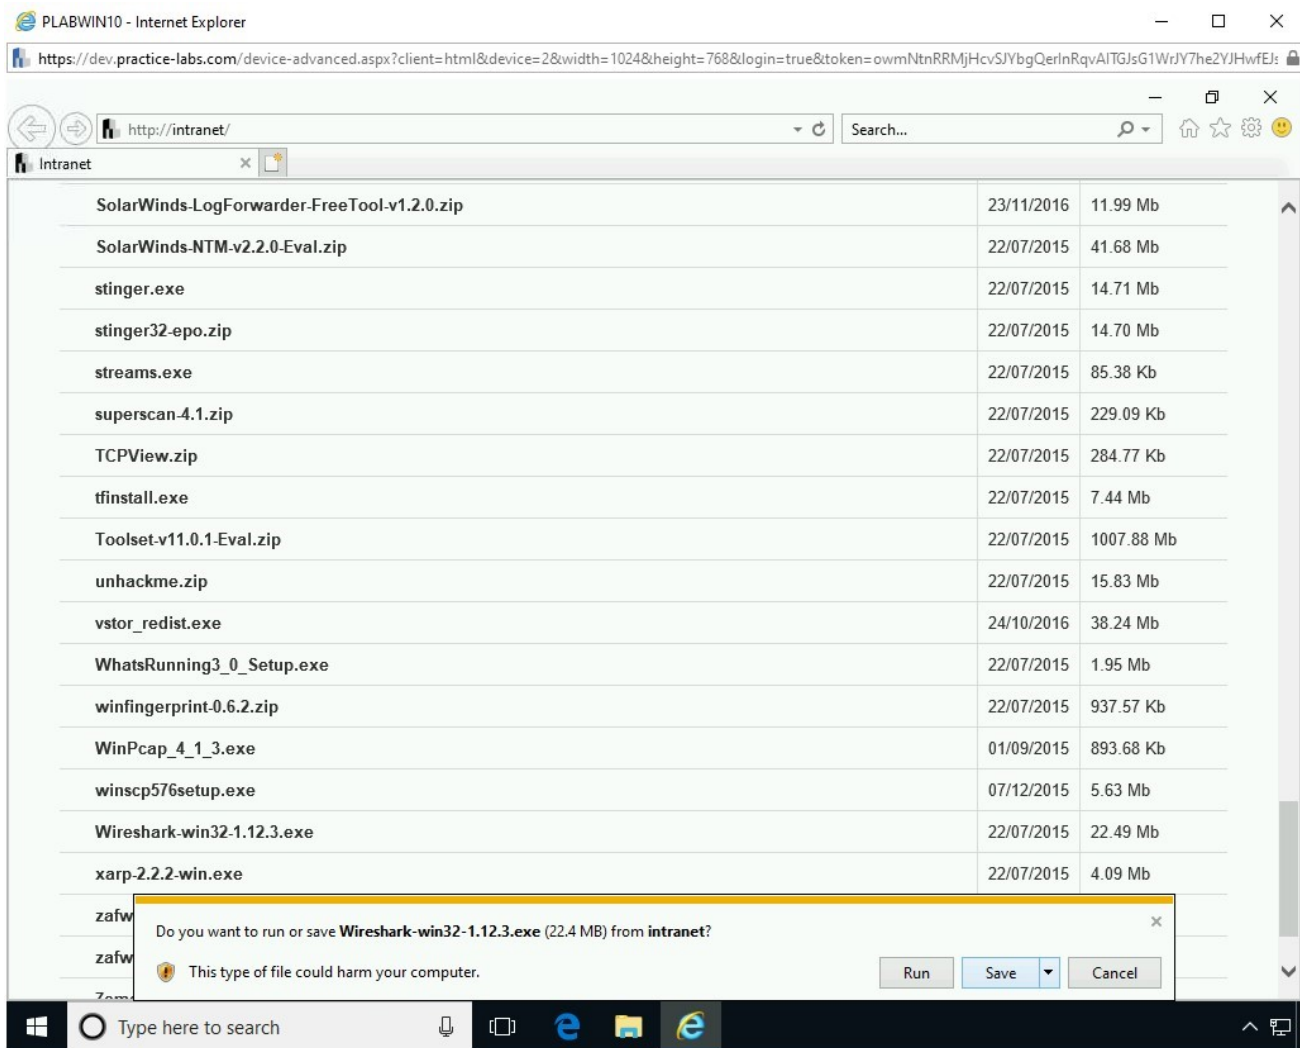 PLABWIN10 - Internet Explorer
https://dev.practice-labs.com/device-advanced.aspx?client=html&device=2&width=1024&height=768&login=true&token=owmNtnRRMjHcvSJYbgQerlnRqvAITGJsG1WrJY7he2YJHwfEJs
http://intranet/
Search...
Intranet
SolarWinds-LogForwarder-FreeTool-v1.2.0.zip 23/11/2016 11.99 Mb
SolarWinds-NTM-v2.2.0-Eval.zip 22/07/2015 41.68 Mb
stinger.exe 22/07/2015 14.71 Mb
stinger32-epo.zip 22/07/2015 14.70 Mb
streams.exe 22/07/2015 85.38 Kb
superscan-4.1.zip 22/07/2015 229.09 Kb
TCPView.zip 22/07/2015 284.77 Kb
tfinstall.exe 22/07/2015 7.44 Mb
Toolset-v11.0.1-Eval.zip 22/07/2015 1007.88 Mb
unhackme.zip 22/07/2015 15.83 Mb
vstor_redist.exe 24/10/2016 38.24 Mb
WhatsRunning3_0_Setup.exe 22/07/2015 1.95 Mb
winfingerprint-0.6.2.zip 22/07/2015 937.57 Kb
WinPcap_4_1_3.exe 01/09/2015 893.68 Kb
winscp576setup.exe 07/12/2015 5.63 Mb
Wireshark-win32-1.12.3.exe 22/07/2015 22.49 Mb
xarp-2.2.2-win.exe 22/07/2015 4.09 Mb
zafw
Do you want to run or save Wireshark-win32-1.12.3.exe (22.4 MB) from intranet?
zafw
This type of file could harm your computer.
Run Save Cancel
Type here to search